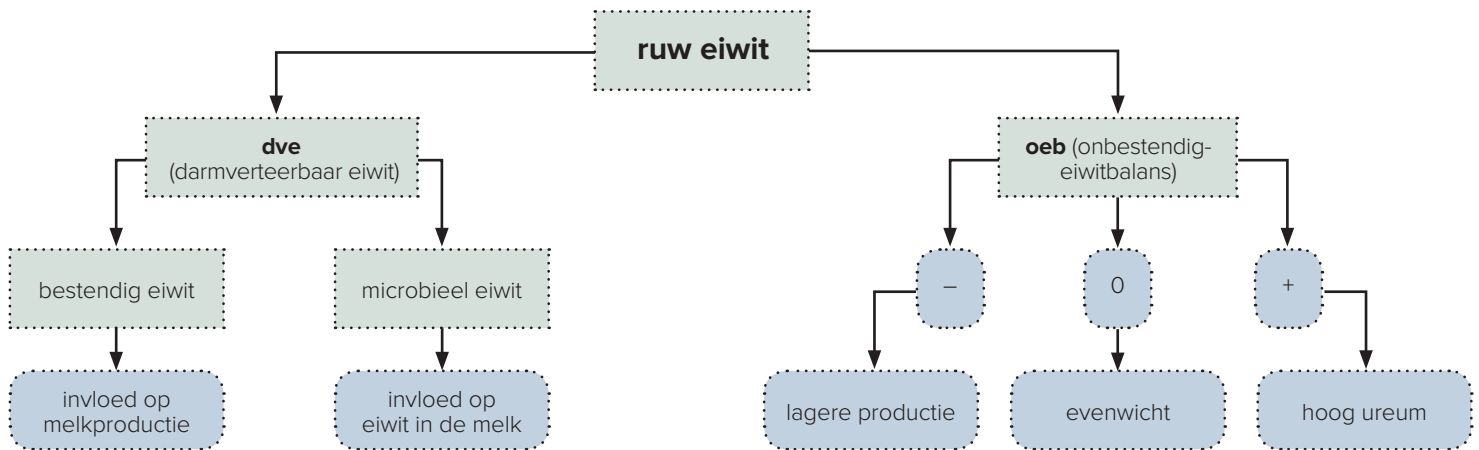 ruw eiwit
dve
(darmverteerbaar eiwit)
oeb (onbestendig-
eiwitbalans)
bestendig eiwit
microbieel eiwit
–
0
+
invloed op
melkproductie
invloed op
eiwit in de melk
lagere productie
evenwicht
hoog ureum